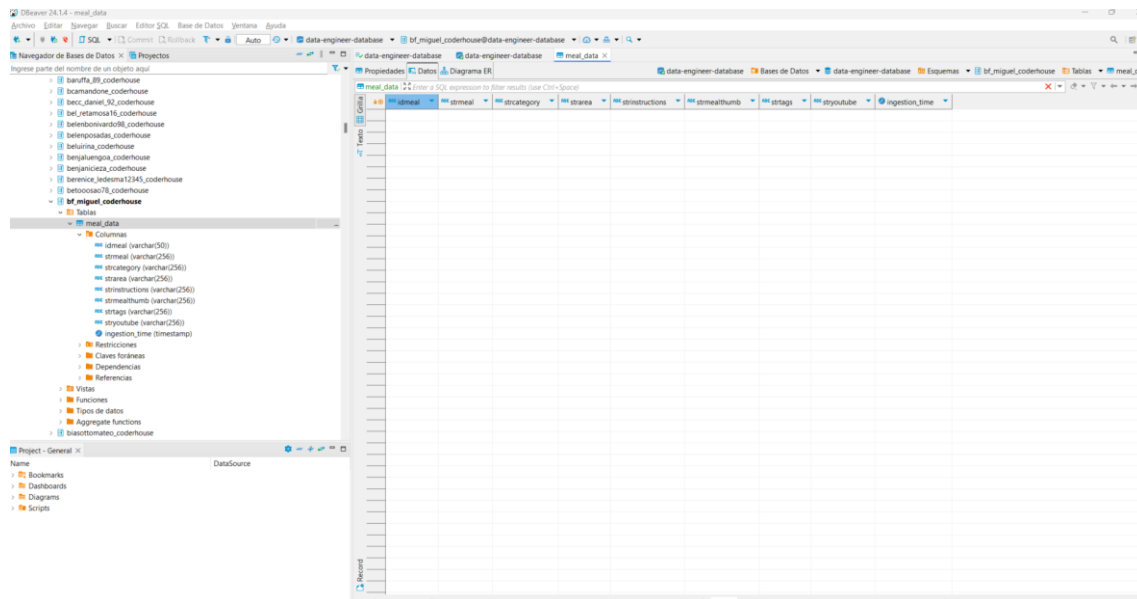 DBeaver 24.1.4 - meal_data
Archivo Editar Navegar Buscar Editor SQL Base de Datos Ventana Ayuda
SQL Commit Rollback Auto data-engineer-database bf_miguel_coderhouse@data-engineer-database
Navegador de Bases de Datos Proyectos
Ingrese parte del nombre de un objeto aquí
baruffa_89_coderhouse
bcamandone_coderhouse
becc_daniel_92_coderhouse
bel_retamosa16_coderhouse
belenbonivardo98_coderhouse
belenposadas_coderhouse
beluirina_coderhouse
benjaluengoa_coderhouse
benjanicieza_coderhouse
berenice_ledesma12345_coderhouse
betooosao78_coderhouse
bf_miguel_coderhouse
Tablas
meal_data
Columnas
idmeal (varchar(50))
strmeal (varchar(256))
strcategory (varchar(256))
strarea (varchar(256))
strinstructions (varchar(256))
strmealthumb (varchar(256))
strtags (varchar(256))
stryoutube (varchar(256))
ingestion_time (timestamp)
Restricciones
Claves foráneas
Dependencias
Referencias
Vistas
Funciones
Tipos de datos
Aggregate functions
biasottomateo_coderhouse
Project - General
Name DataSource
Bookmarks
Dashboards
Diagrams
Scripts
data-engineer-database data-engineer-database meal_data
Propiedades Datos Diagrama ER data-engineer-database Bases de Datos data-engineer-database Esquemas bf_miguel_coderhouse Tablas
meal_data Enter a SQL expression to filter results (use Ctrl+Space)
idmeal strmeal strcategory strarea strinstructions strmealthumb strtags stryoutube ingestion_time
Grilla
Texto
Record